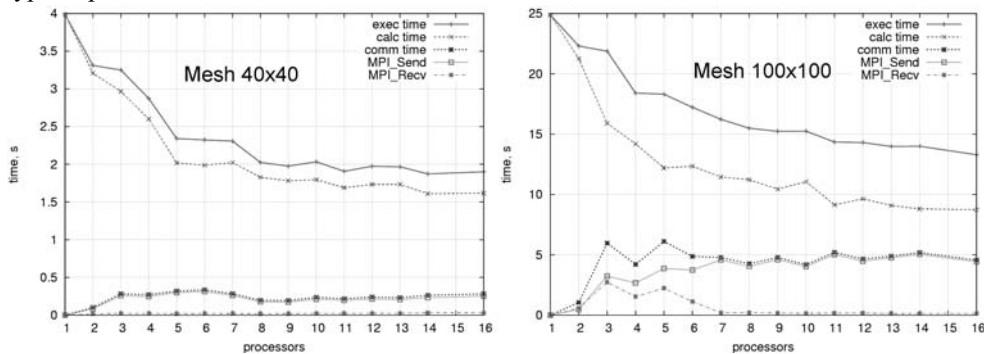 Mesh 40x40
exec time
calc time
comm time
MPI_Send
MPI_Recv
time, s
4
3.5
3
2.5
2
1.5
1
0.5
0
1 2 3 4 5 6 7 8 9 10 11 12 13 14 15 16
processors
Mesh 100x100
exec time
calc time
comm time
MPI_Send
MPI_Recv
time, s
25
20
15
10
5
0
1 2 3 4 5 6 7 8 9 10 11 12 13 14 15 16
processors